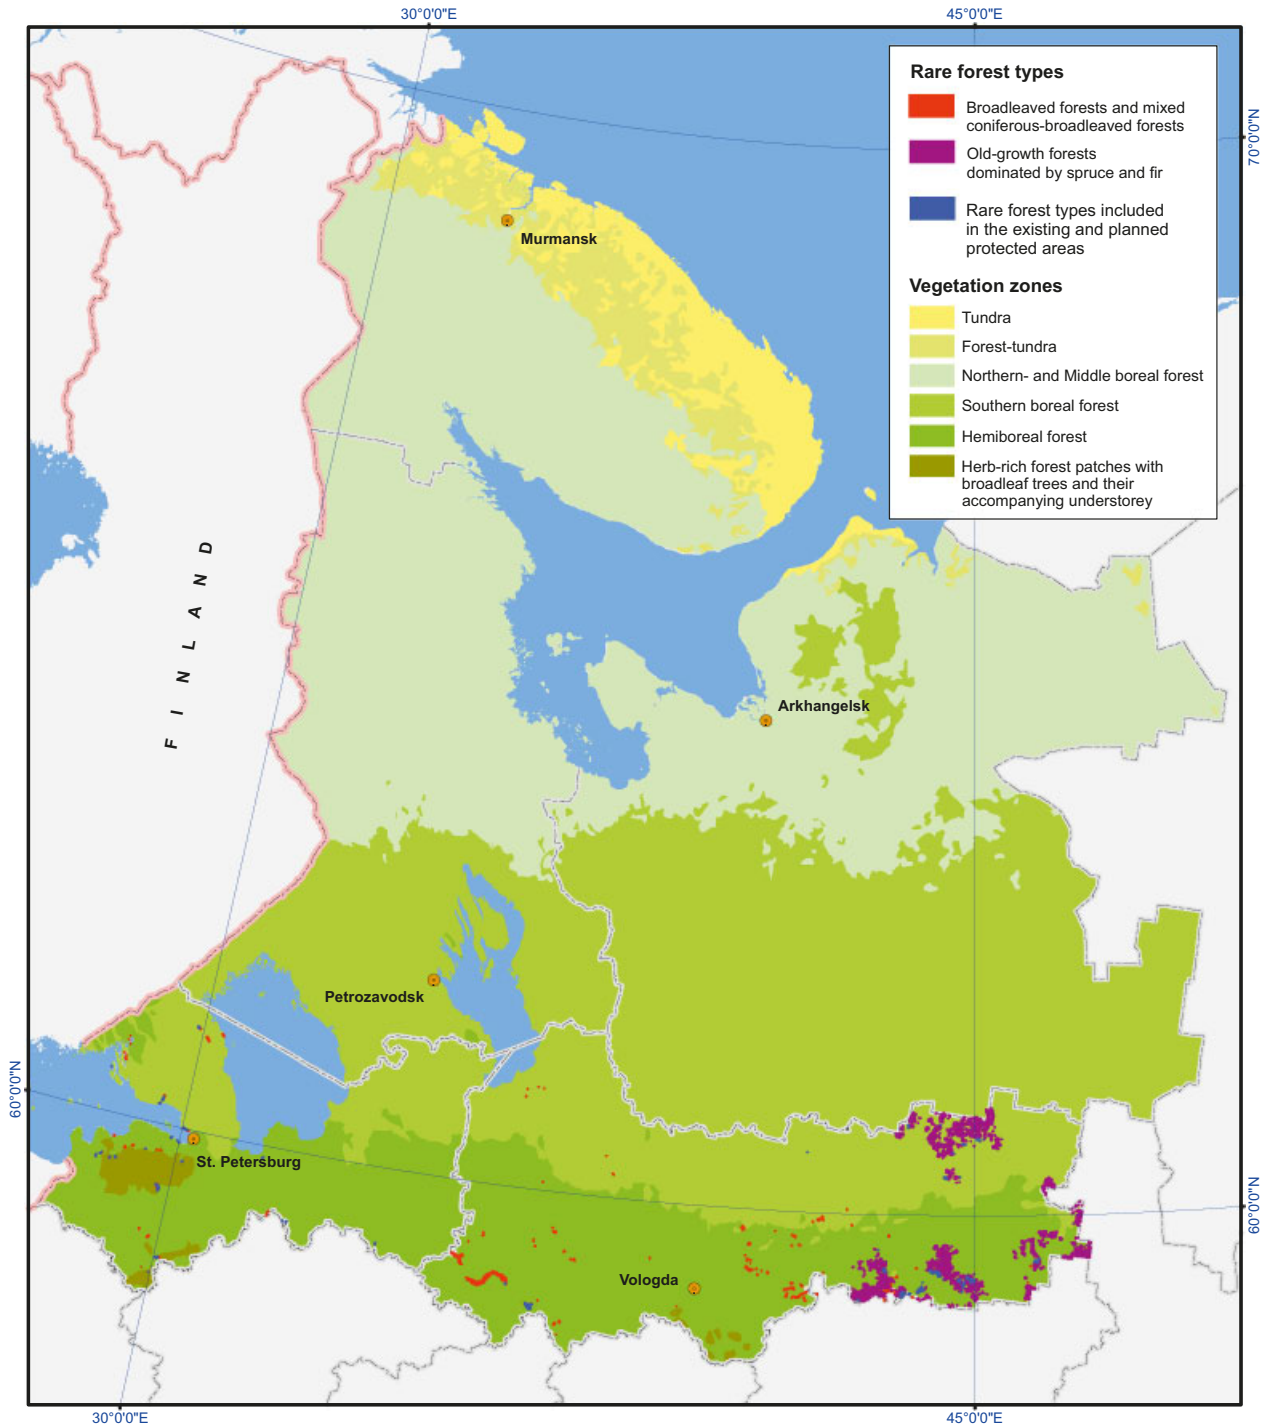 30°0'0"E
45°0'0"E
Rare forest types
Broadleaved forests and mixed
coniferous-broadleaved forests
Old-growth forests
dominated by spruce and fir
Rare forest types included
in the existing and planned
protected areas
Vegetation zones
Tundra
Forest-tundra
Northern- and Middle boreal forest
Southern boreal forest
Hemiboreal forest
Herb-rich forest patches with
broadleaf trees and their
accompanying understorey
70°0'0"N
Murmansk
FINLAND
Arkhangelsk
Petrozavodsk
60°0'0"N
St. Petersburg
60°0'0"N
Vologda
30°0'0"E
45°0'0"E